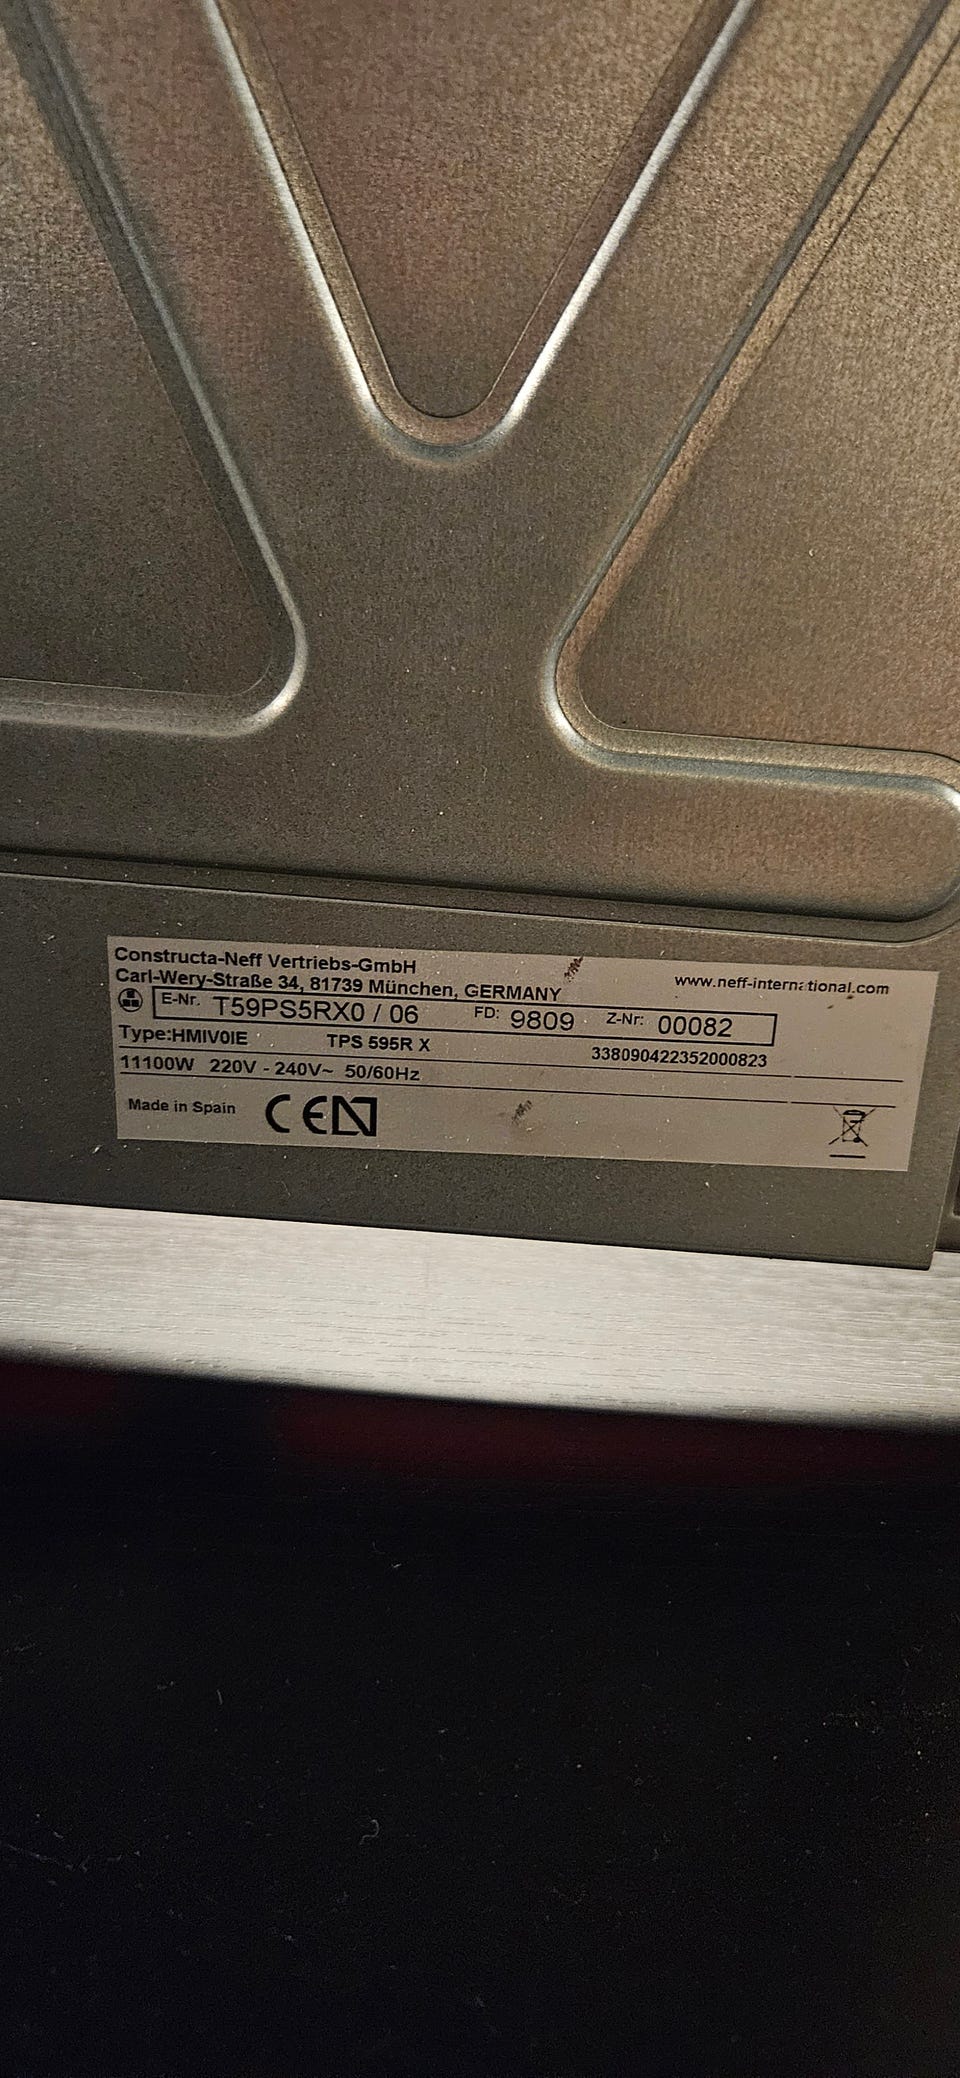 Constructa-Neff Vertriebs-GmbH
Carl-Wery-Straße 34, 81739 München, GERMANY
www.neff-international.com
E-Nr. T59PS5RX0 / 06 FD: 9809 Z-Nr: 00082
Type:HMIV0IE TPS 595R X 338090422352000823
11100W 220V - 240V~ 50/60Hz
Made in Spain CE